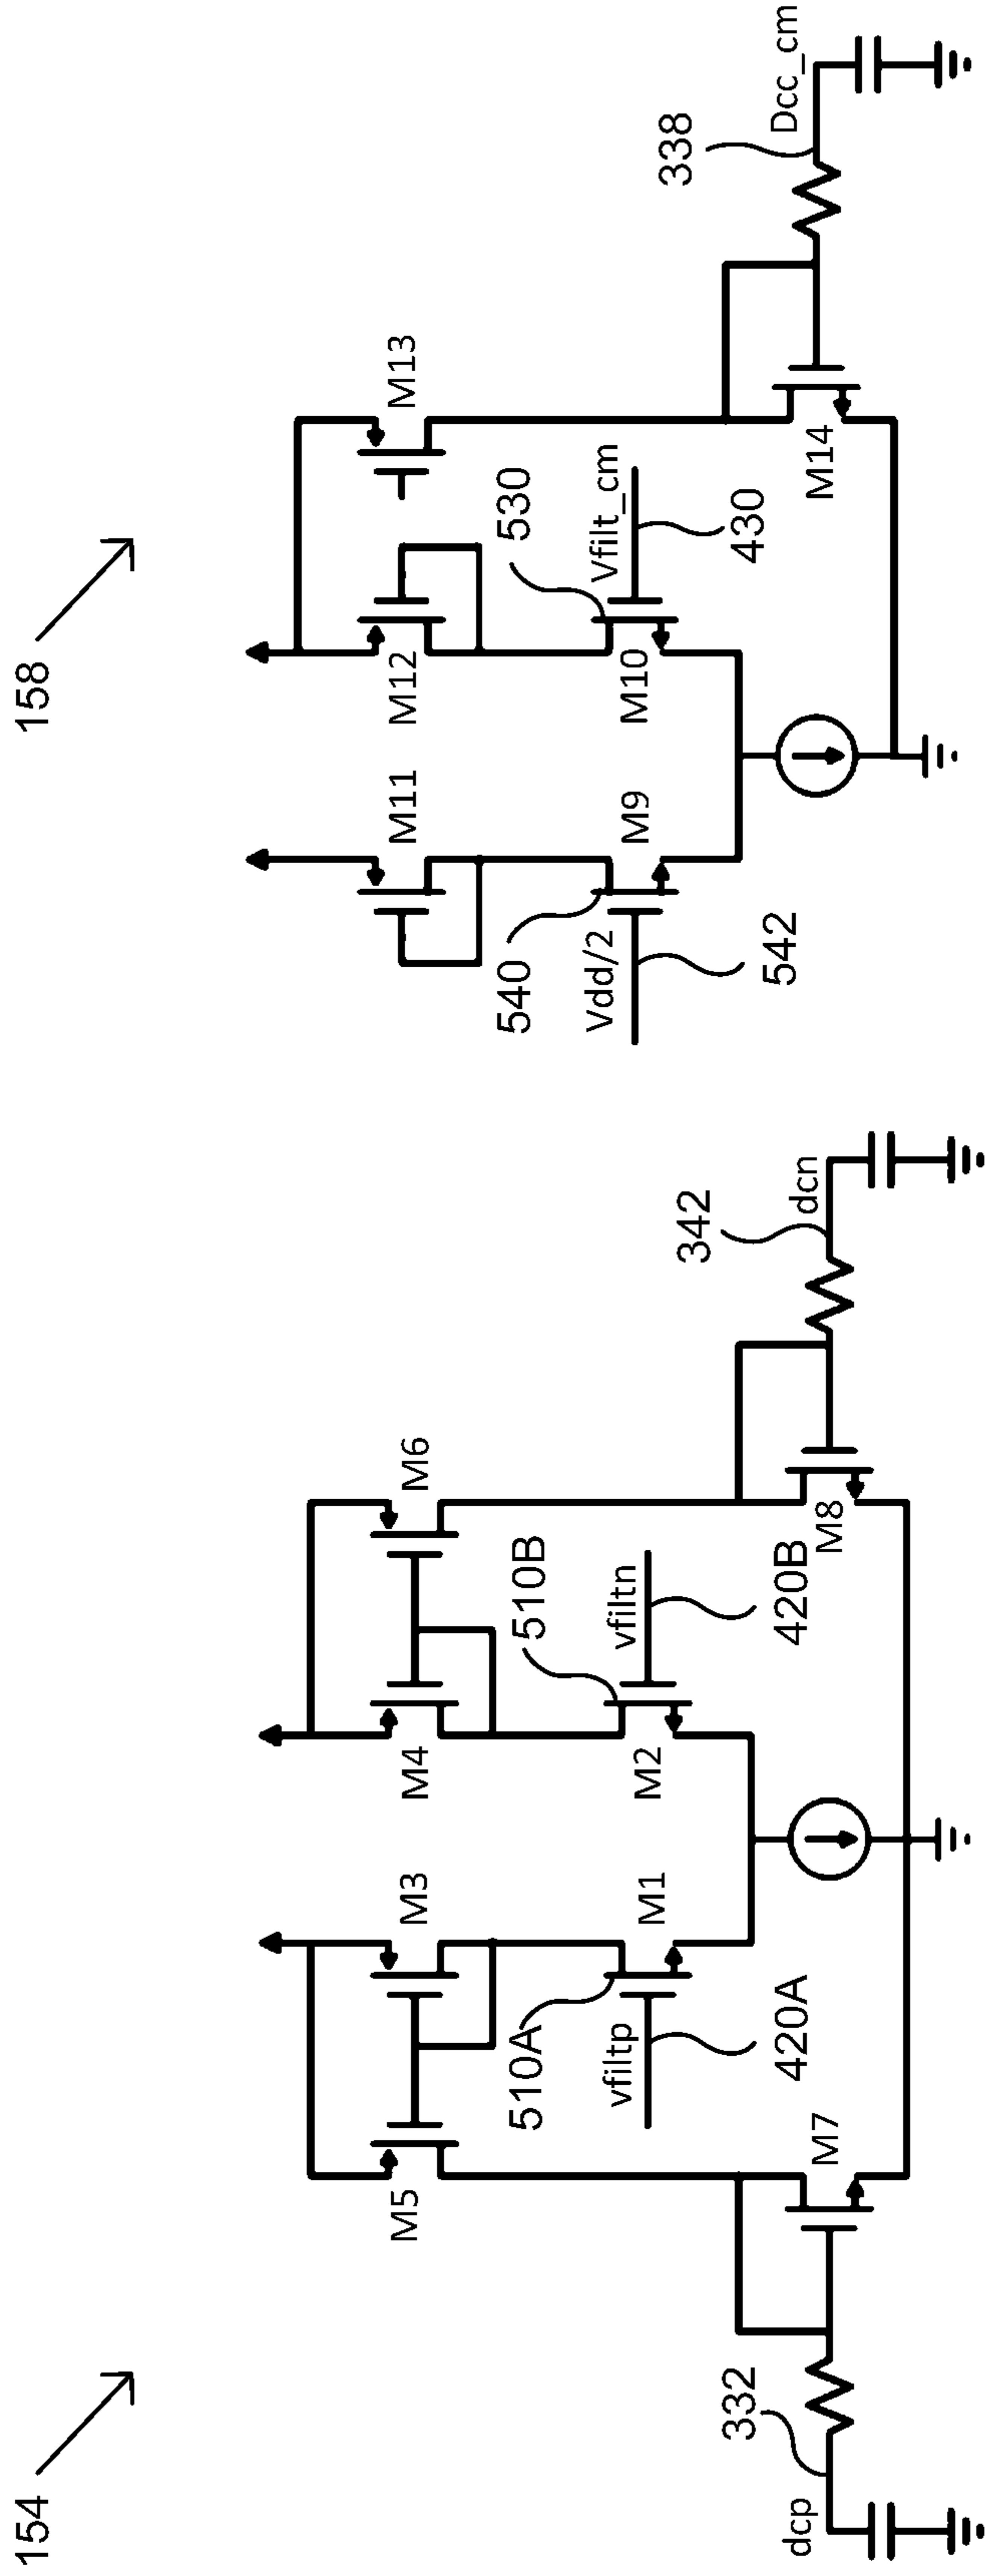 154
M5
M3
M4
M6
510A
510B
vfiltp
M1
M2
vfiltn
420A
420B
332
dcp
M7
M8
342
dcn
158
M11
M12
M13
540
530
Vdd/2
M9
M10
Vfilt_cm
542
430
M14
338
Dcc_cm